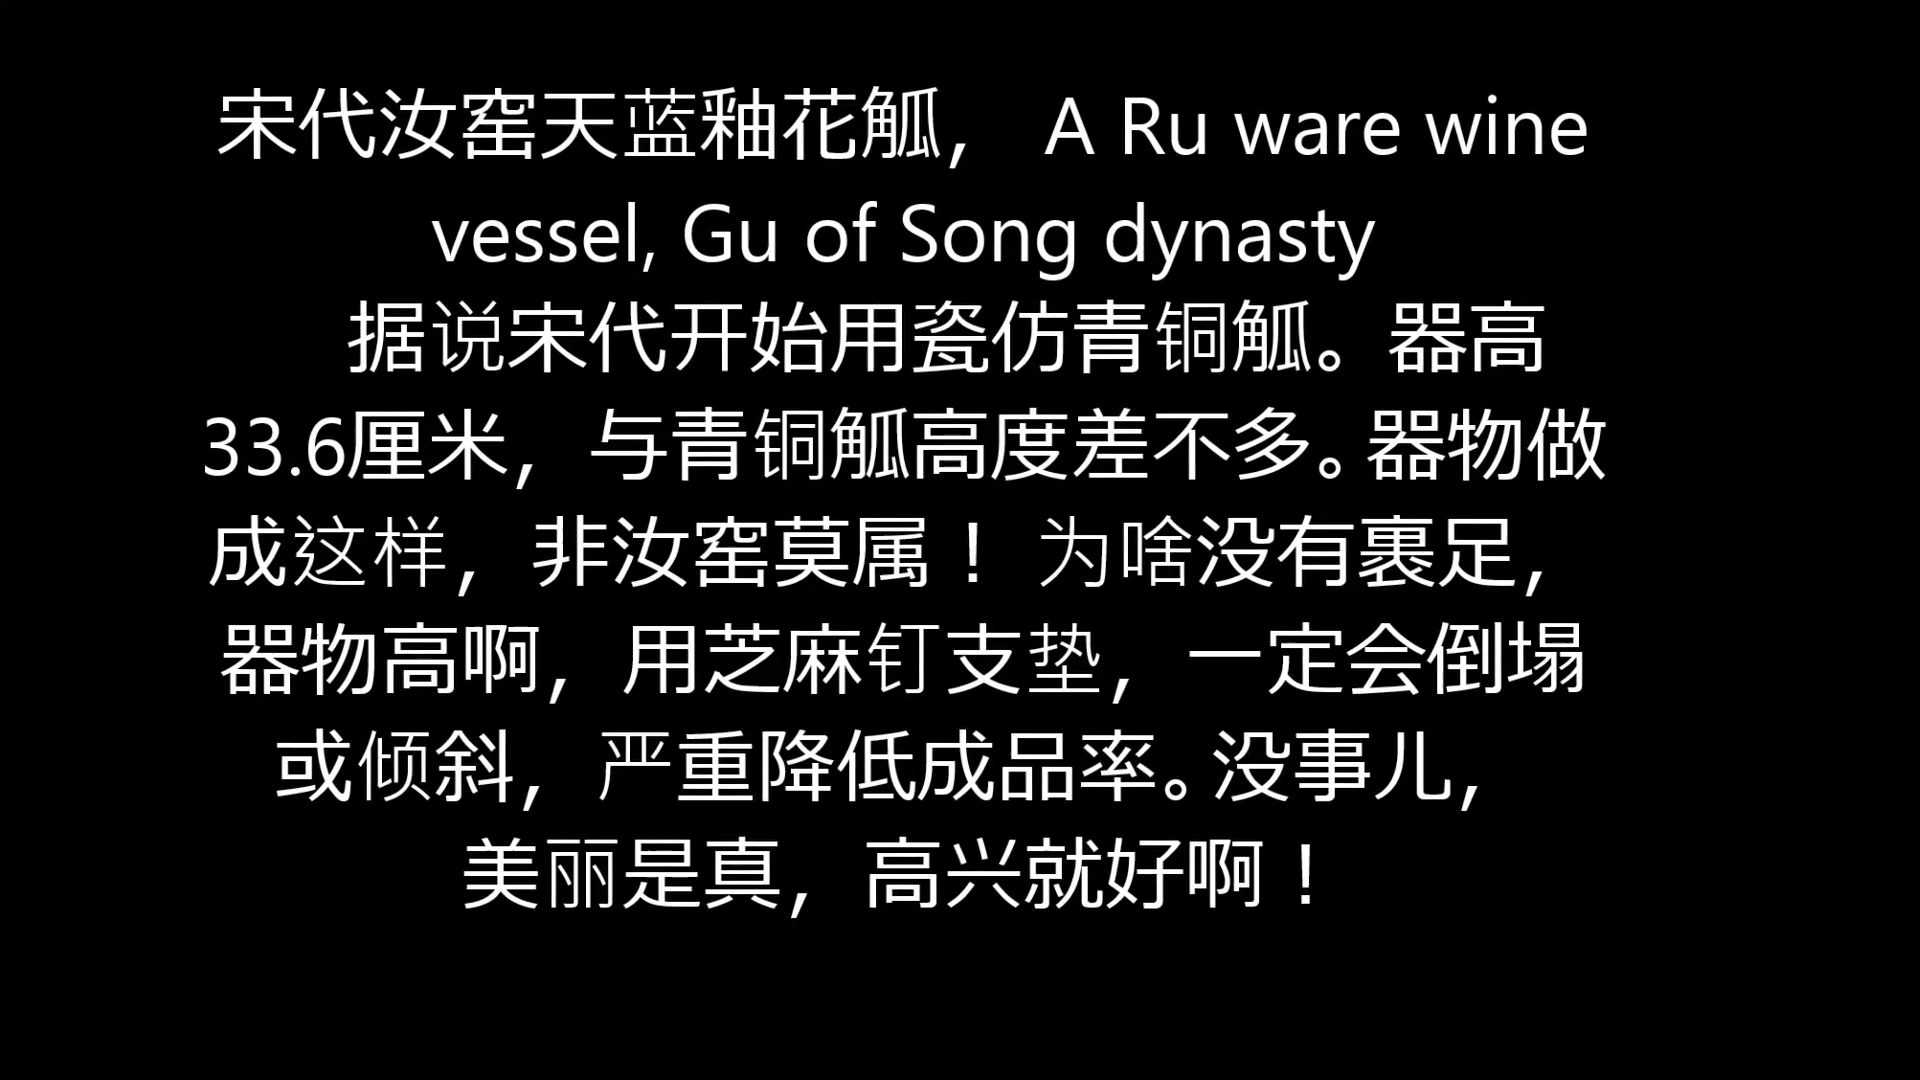 宋代汝窑天蓝釉花觚， A Ru ware wine
vessel, Gu of Song dynasty
据说宋代开始用瓷仿青铜觚。器高
33.6厘米，与青铜觚高度差不多。器物做
成这样，非汝窑莫属！ 为啥没有裹足，
器物高啊，用芝麻钉支垫，一定会倒塌
或倾斜，严重降低成品率。没事儿，
美丽是真，高兴就好啊！